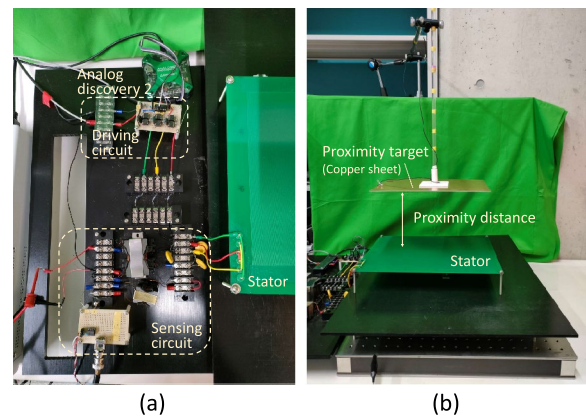 Analog
discovery 2
Driving
circuit
Stator
Sensing
circuit
(a)
Proximity target
(Copper sheet)
Proximity distance
Stator
(b)